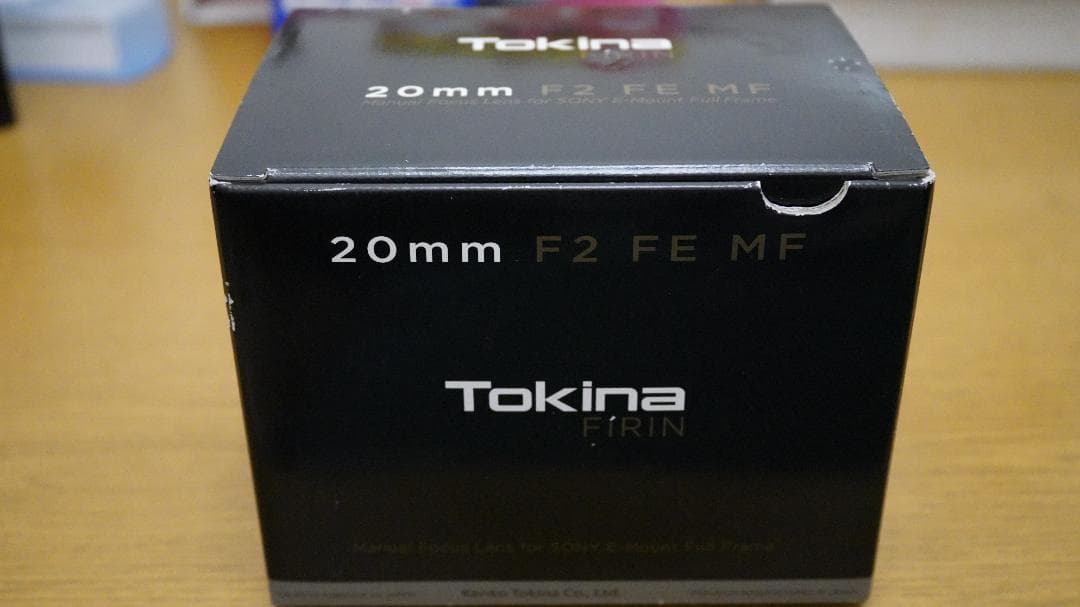 Tokina
FIRIN
20mm F2 FE MF
Manual Focus Lens for SONY E-Mount Full Frame
20mm F2 FE MF
Tokina
FíRIN
Manual Focus Lens for SONY E-Mount Full Frame
Kenko Tokina Co., Ltd.